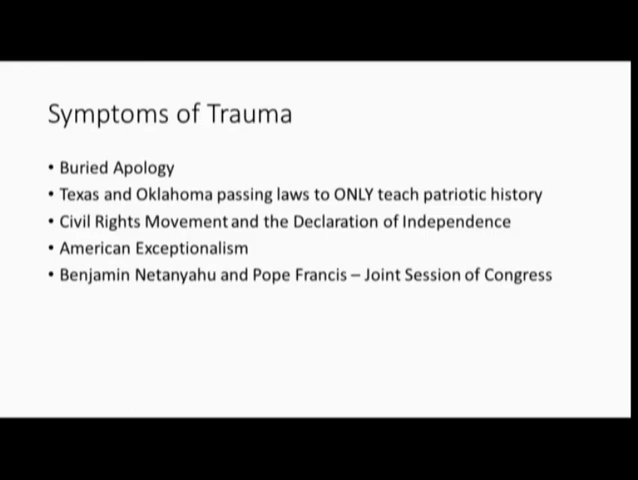 Symptoms of Trauma
• Buried Apology
• Texas and Oklahoma passing laws to ONLY teach patriotic history
• Civil Rights Movement and the Declaration of Independence
• American Exceptionalism
• Benjamin Netanyahu and Pope Francis – Joint Session of Congress